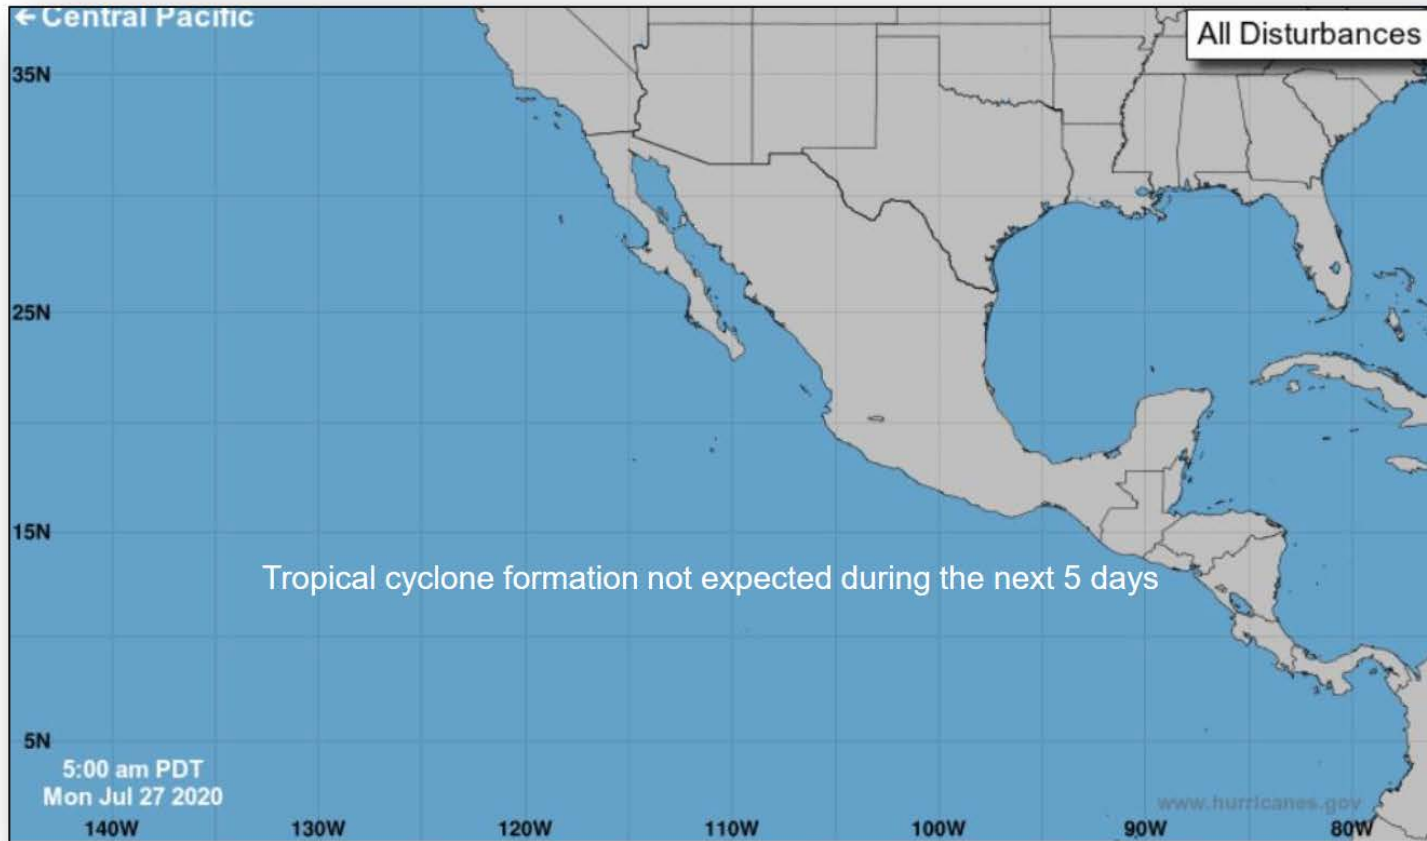 ← Central Pacific
All Disturbances
35N
25N
15N
Tropical cyclone formation not expected during the next 5 days
5N
5:00 am PDT
Mon Jul 27 2020
www.hurricanes.gov
140W 130W 120W 110W 100W 90W 80W